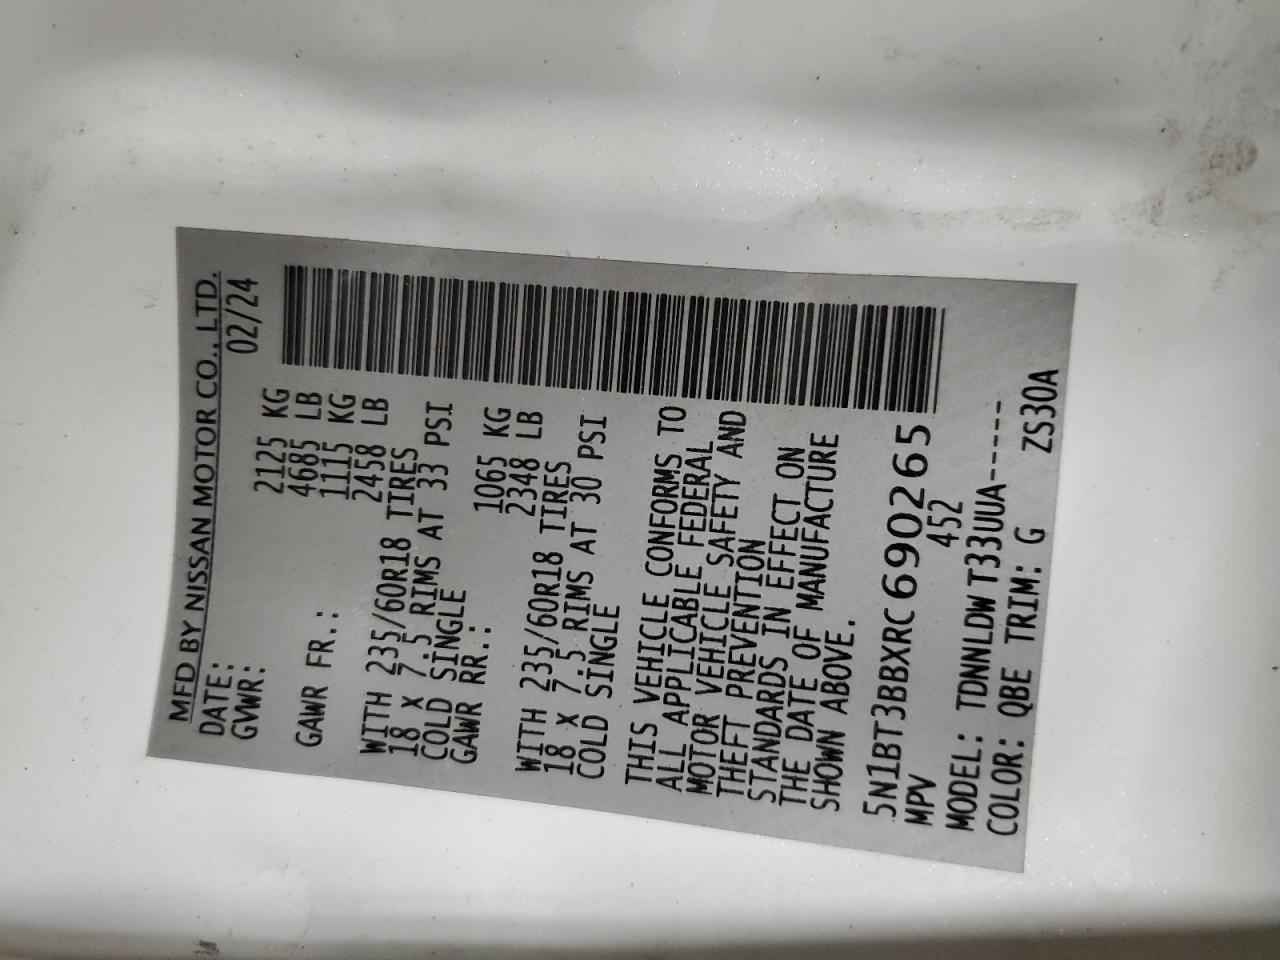 MFD BY NISSAN MOTOR CO., LTD.
DATE: 02/24
GVWR: 2125 KG
4685 LB
GAWR FR.: 1115 KG
2458 LB
WITH 235/60R18 TIRES
18 X 7.5 RIMS AT 33 PSI
COLD SINGLE
GAWR RR.: 1065 KG
2348 LB
WITH 235/60R18 TIRES
18 X 7.5 RIMS AT 30 PSI
COLD SINGLE
THIS VEHICLE CONFORMS TO
ALL APPLICABLE FEDERAL
MOTOR VEHICLE SAFETY AND
THEFT PREVENTION
STANDARDS IN EFFECT ON
THE DATE OF MANUFACTURE
SHOWN ABOVE.
5N1BT3BBXRC690265
MPV 452
MODEL: TDNNLDW T33UUA-----
COLOR: QBE TRIM: G ZS30A